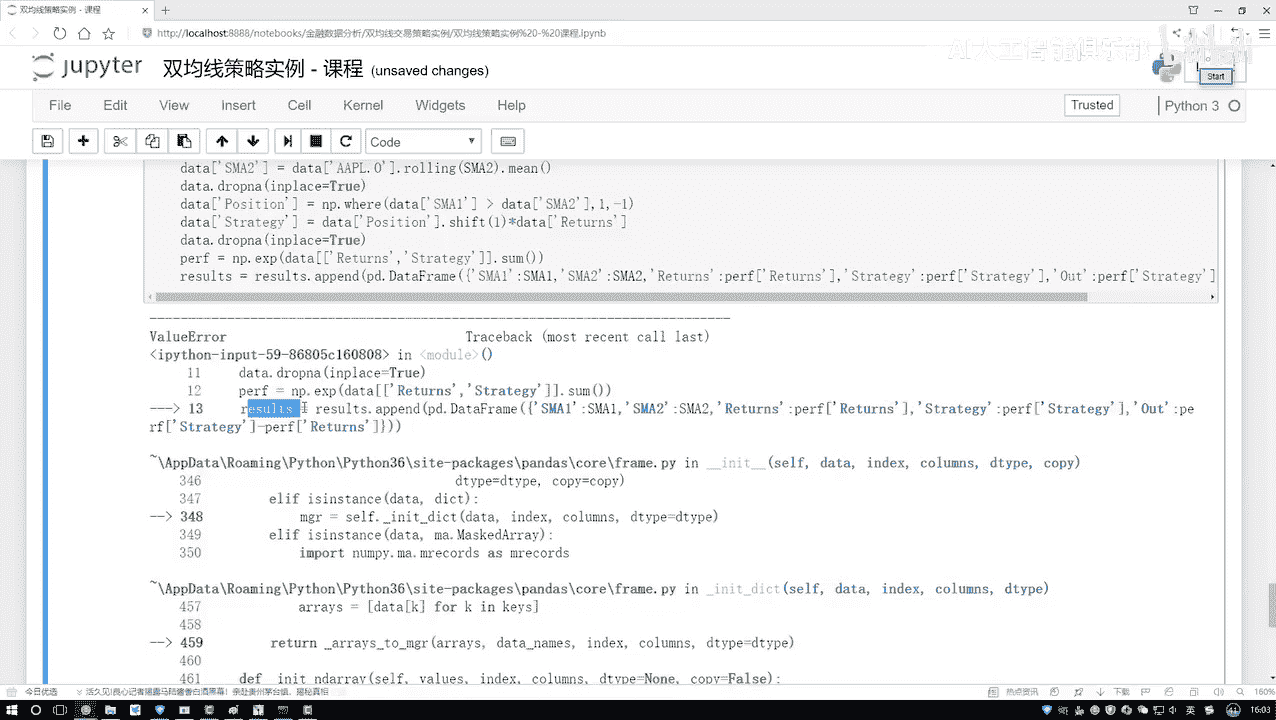 双均线策略实例 - 课程
http://localhost:8888/notebooks/金融数据分析/双均线交易策略实例/双均线策略实例%20-%20课程.ipynb
jupyter 双均线策略实例 - 课程 (unsaved changes)
Start
File Edit View Insert Cell Kernel Widgets Help
Trusted Python 3
Code
data['SMA2'] = data['AAPL.O'].rolling(SMA2).mean()
data.dropna(inplace=True)
data['Position'] = np.where(data['SMA1'] > data['SMA2'],1,-1)
data['Strategy'] = data['Position'].shift(1)*data['Returns']
data.dropna(inplace=True)
perf = np.exp(data[['Returns','Strategy']].sum())
results = results.append(pd.DataFrame({'SMA1':SMA1,'SMA2':SMA2,'Returns':perf['Returns'],'Strategy':perf['Strategy'],'Out':perf['Strategy']
---------------------------------------------------------------------------
ValueError Traceback (most recent call last)
<ipython-input-59-86805c160808> in <module>()
11 data.dropna(inplace=True)
12 perf = np.exp(data[['Returns','Strategy']].sum())
---> 13 results = results.append(pd.DataFrame({'SMA1':SMA1,'SMA2':SMA2,'Returns':perf['Returns'],'Strategy':perf['Strategy'],'Out':pe
rf['Strategy']-perf['Returns']}))
~\AppData\Roaming\Python\Python36\site-packages\pandas\core\frame.py in __init__(self, data, index, columns, dtype, copy)
346 dtype=dtype, copy=copy)
347 elif isinstance(data, dict):
--> 348 mgr = self._init_dict(data, index, columns, dtype=dtype)
349 elif isinstance(data, ma.MaskedArray):
350 import numpy.ma.mrecords as mrecords
~\AppData\Roaming\Python\Python36\site-packages\pandas\core\frame.py in _init_dict(self, data, index, columns, dtype)
457 arrays = [data[k] for k in keys]
458
--> 459 return _arrays_to_mgr(arrays, data_names, index, columns, dtype=dtype)
460
461 def _init_ndarray(self, values, index, columns, dtype=None, copy=False):
今日优选 热点资讯 下载 160%
英 16:03